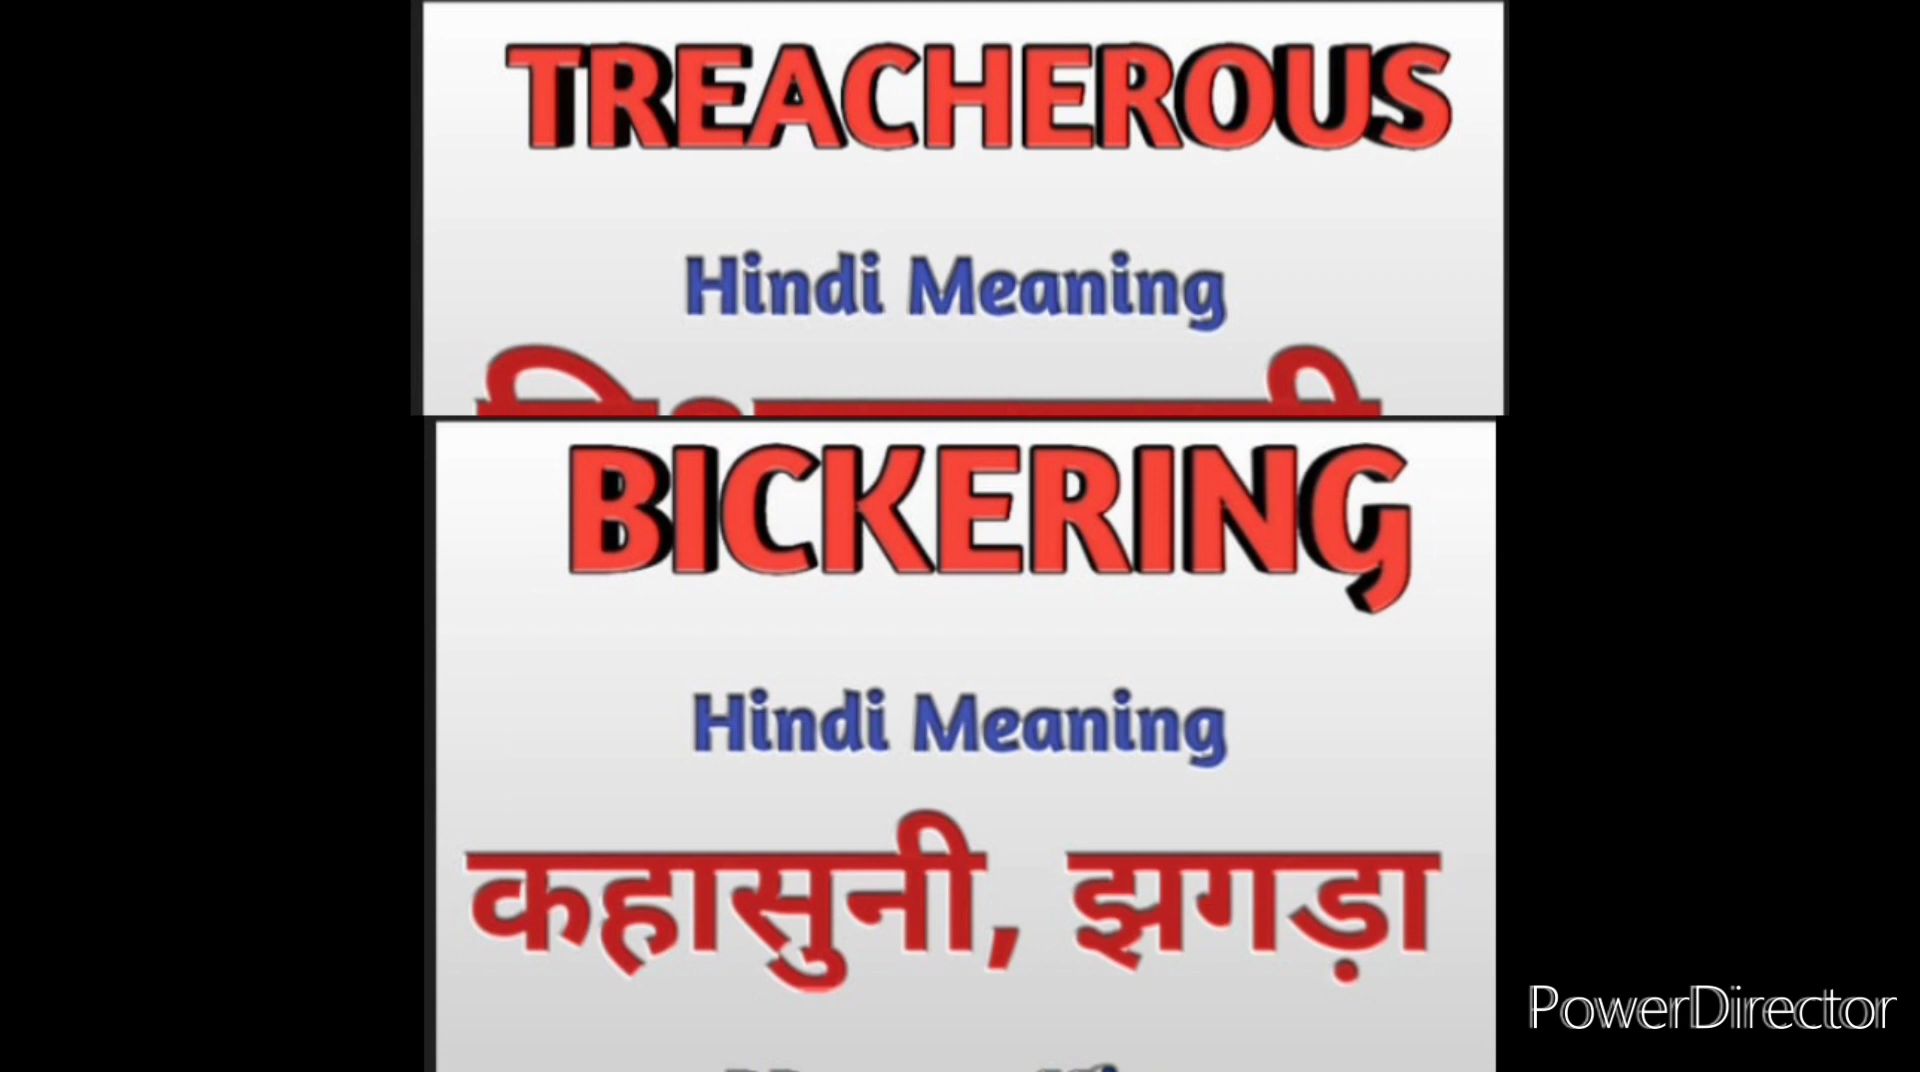 TREACHEROUS
Hindi Meaning
BICKERING
Hindi Meaning
कहासुनी, झगड़ा
PowerDirector